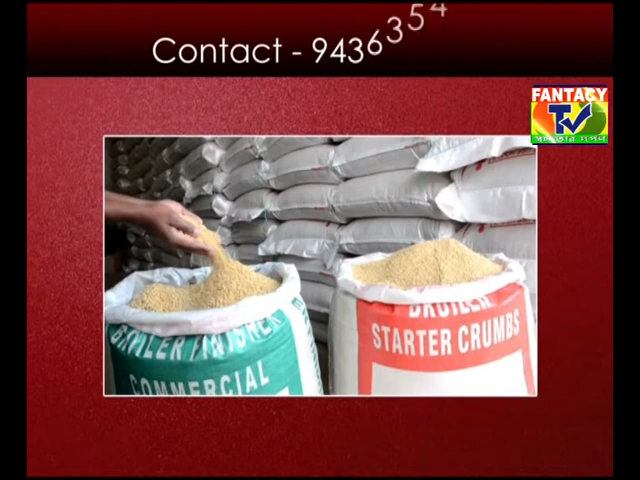 Contact - 9436354
FANTACY
TV
BROILER FINISHER
COMMERCIAL
BROILER
STARTER CRUMBS